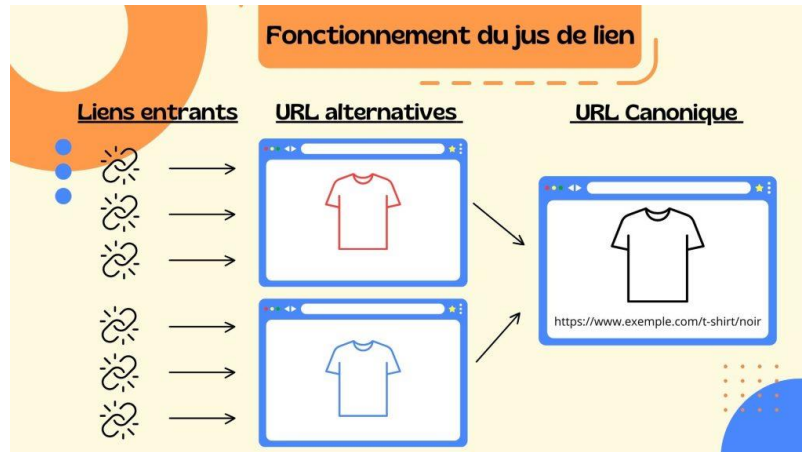 Fonctionnement du jus de lien
Liens entrants
URL alternatives
URL Canonique
https://www.exemple.com/t-shirt/noir